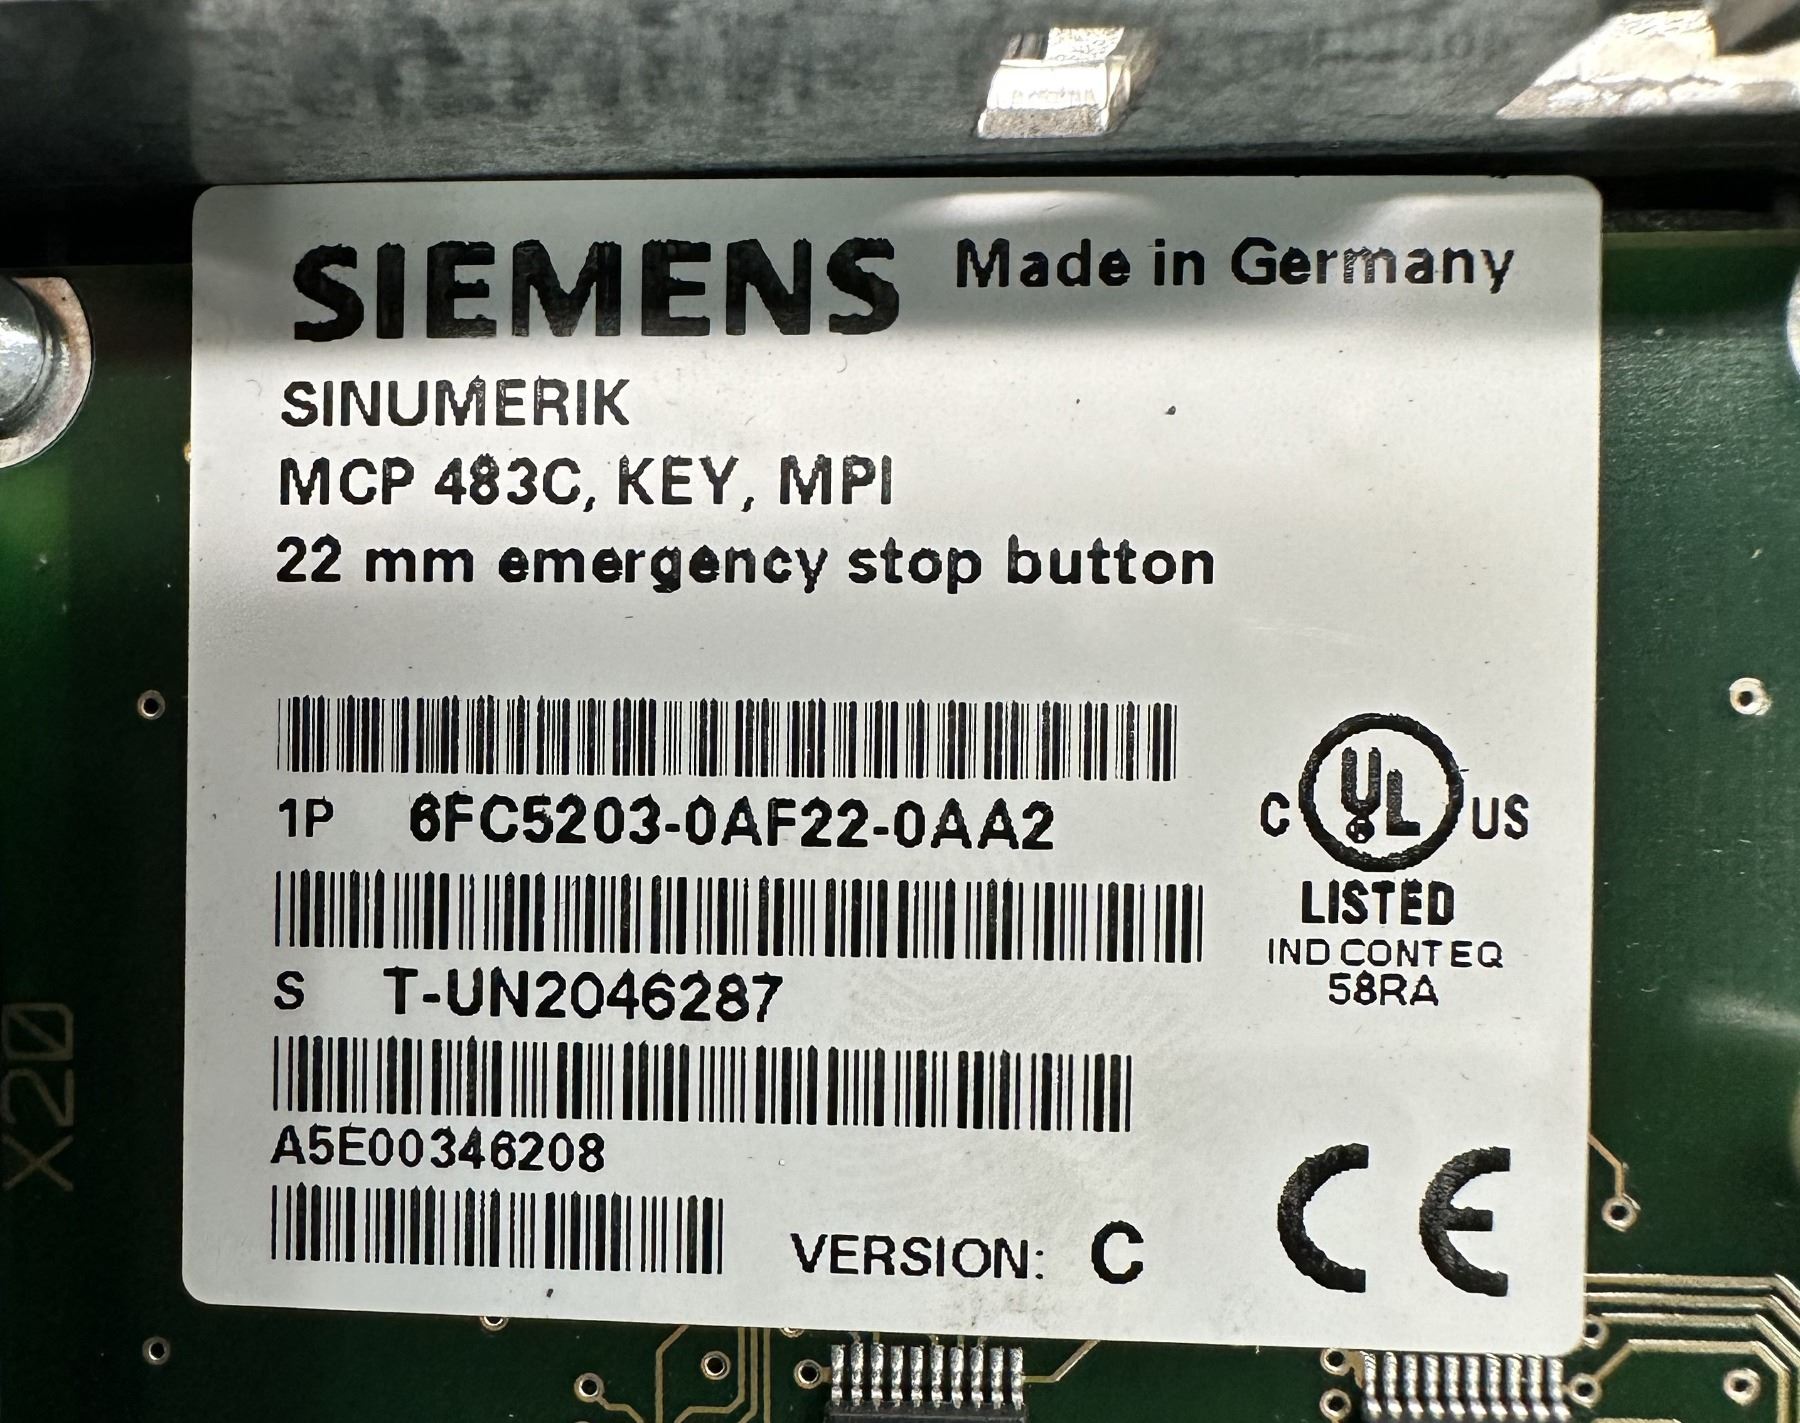 SIEMENS Made in Germany
SINUMERIK
MCP 483C, KEY, MPI
22 mm emergency stop button
1P 6FC5203-0AF22-0AA2
C UL US
®
LISTED
IND CONT EQ
58RA
S T-UN2046287
A5E00346208
VERSION: C
CE
X20